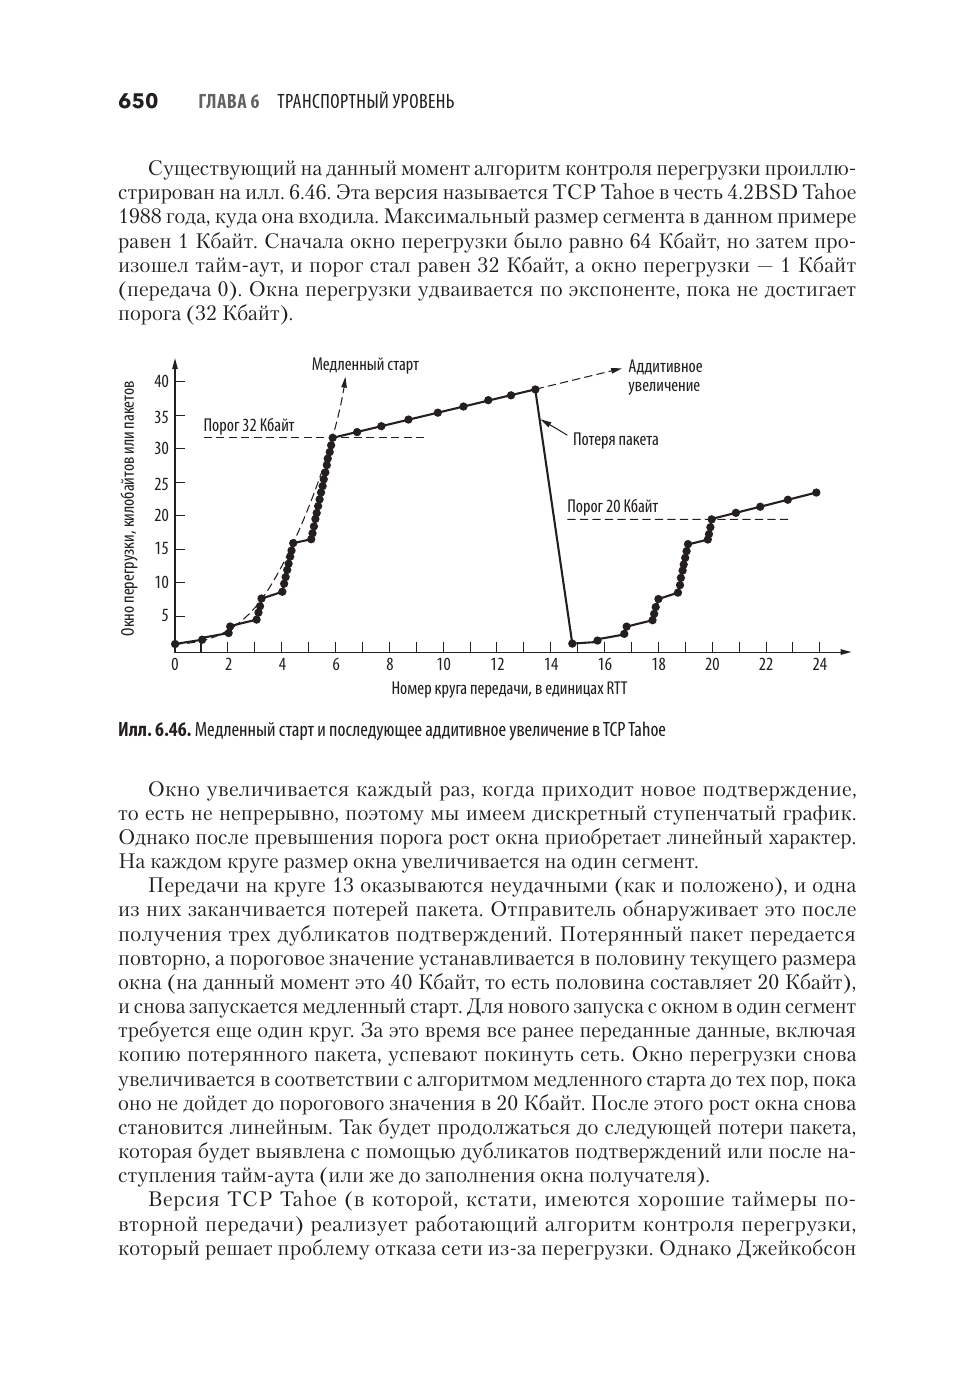 650 ГЛАВА 6 ТРАНСПОРТНЫЙ УРОВЕНЬ
Существующий на данный момент алгоритм контроля перегрузки проиллю-
стрирован на илл. 6.46. Эта версия называется TCP Tahoe в честь 4.2BSD Tahoe
1988 года, куда она входила. Максимальный размер сегмента в данном примере
равен 1 Кбайт. Сначала окно перегрузки было равно 64 Кбайт, но затем про-
изошел тайм-аут, и порог стал равен 32 Кбайт, а окно перегрузки — 1 Кбайт
(передача 0). Окна перегрузки удваивается по экспоненте, пока не достигает
порога (32 Кбайт).
Медленный старт
Аддитивное
увеличение
Порог 32 Кбайт
Потеря пакета
Порог 20 Кбайт
Окно перегрузки, килобайтов или пакетов
40
35
30
25
20
15
10
5
0 2 4 6 8 10 12 14 16 18 20 22 24
Номер круга передачи, в единицах RTT
Илл. 6.46. Медленный старт и последующее аддитивное увеличение в TCP Tahoe
Окно увеличивается каждый раз, когда приходит новое подтверждение,
то есть не непрерывно, поэтому мы имеем дискретный ступенчатый график.
Однако после превышения порога рост окна приобретает линейный характер.
На каждом круге размер окна увеличивается на один сегмент.
Передачи на круге 13 оказываются неудачными (как и положено), и одна
из них заканчивается потерей пакета. Отправитель обнаруживает это после
получения трех дубликатов подтверждений. Потерянный пакет передается
повторно, а пороговое значение устанавливается в половину текущего размера
окна (на данный момент это 40 Кбайт, то есть половина составляет 20 Кбайт),
и снова запускается медленный старт. Для нового запуска с окном в один сегмент
требуется еще один круг. За это время все ранее переданные данные, включая
копию потерянного пакета, успевают покинуть сеть. Окно перегрузки снова
увеличивается в соответствии с алгоритмом медленного старта до тех пор, пока
оно не дойдет до порогового значения в 20 Кбайт. После этого рост окна снова
становится линейным. Так будет продолжаться до следующей потери пакета,
которая будет выявлена с помощью дубликатов подтверждений или после на-
ступления тайм-аута (или же до заполнения окна получателя).
Версия TCP Tahoe (в которой, кстати, имеются хорошие таймеры по-
вторной передачи) реализует работающий алгоритм контроля перегрузки,
который решает проблему отказа сети из-за перегрузки. Однако Джейкобсон